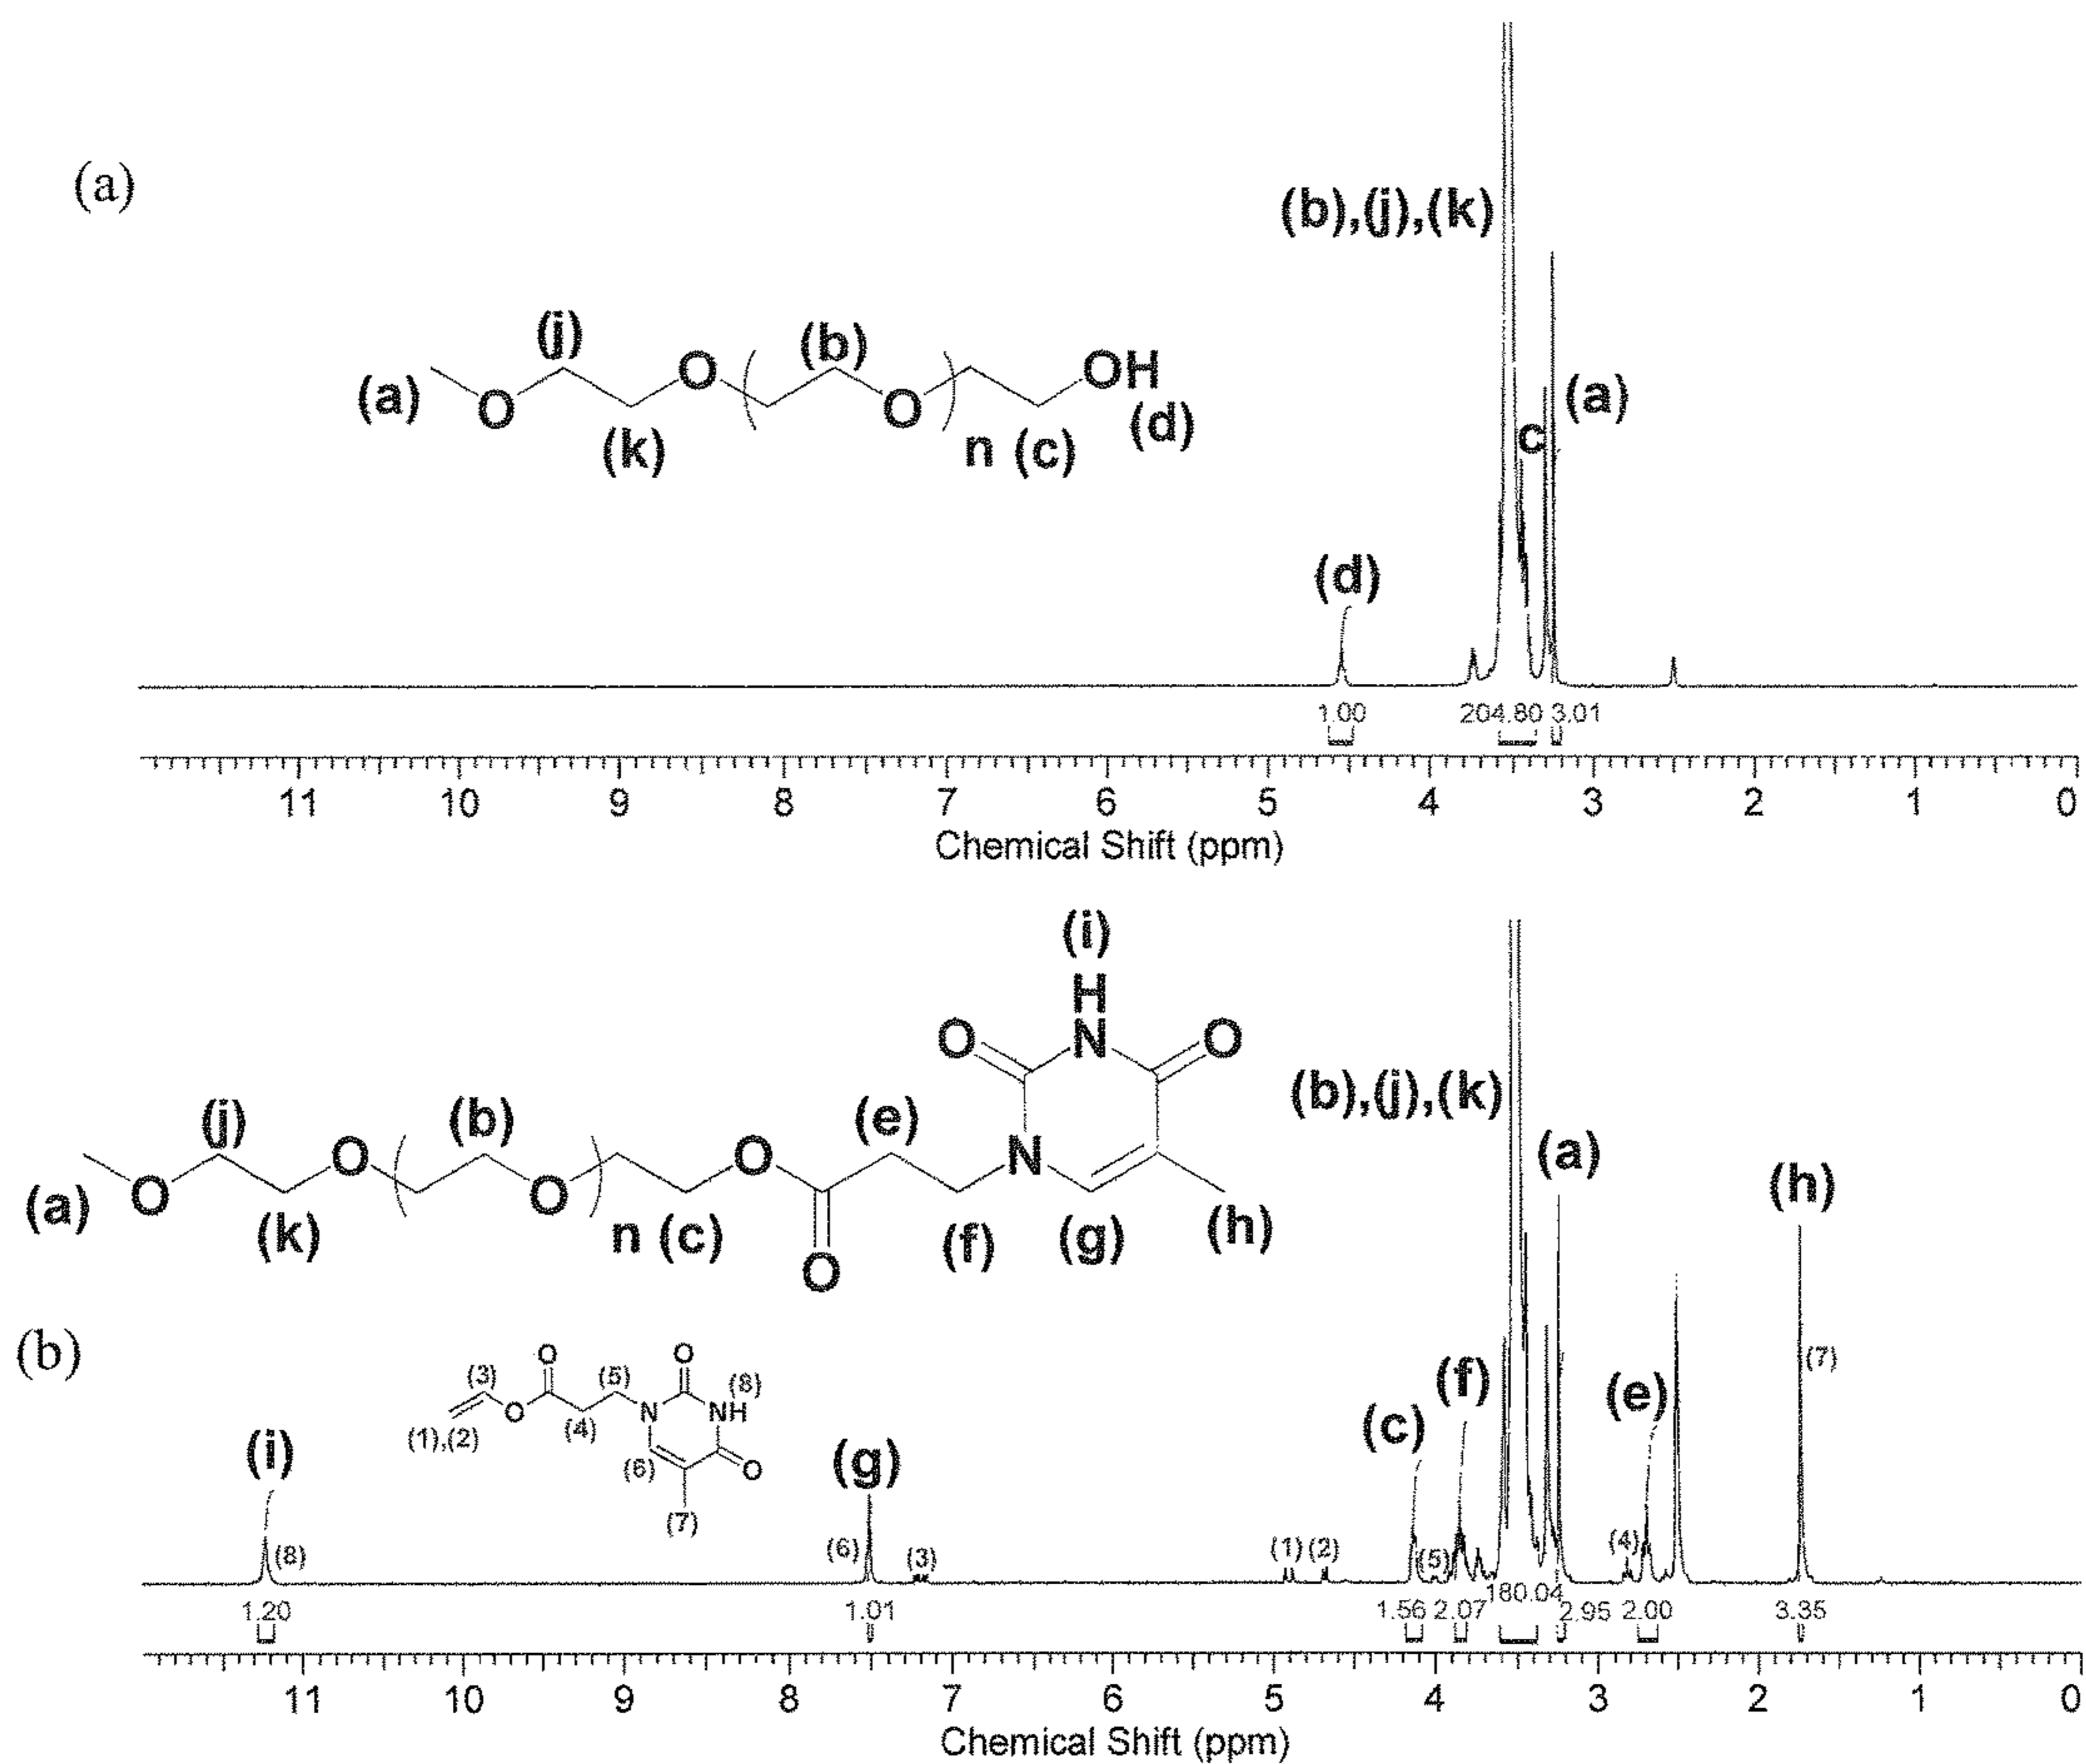 (a)
(b),(j),(k)
(j)
O
(b)
OH
(a)
O
O
(a)
(k)
n (c)
(d)
c
(d)
1.00
204.80
3.01
11 10 9 8 7 6 5 4 3 2 1 0
Chemical Shift (ppm)
(i)
H
O
N
O
(b),(j),(k)
(j)
(b)
(e)
(a)
O
O
N
(h)
(a)
O
O
(k)
n (c)
(f)
(g)
(h)
O
(b)
O
O
(3)
(5)
(8)
(7)
(f)
(e)
O
N
NH
(1),(2)
(4)
(c)
(i)
(g)
(6)
O
(7)
(8)
(6)
(3)
(1)
(2)
(5)
(4)
1.20
1.01
1.56
2.07
180.04
2.95
2.00
3.35
11 10 9 8 7 6 5 4 3 2 1 0
Chemical Shift (ppm)